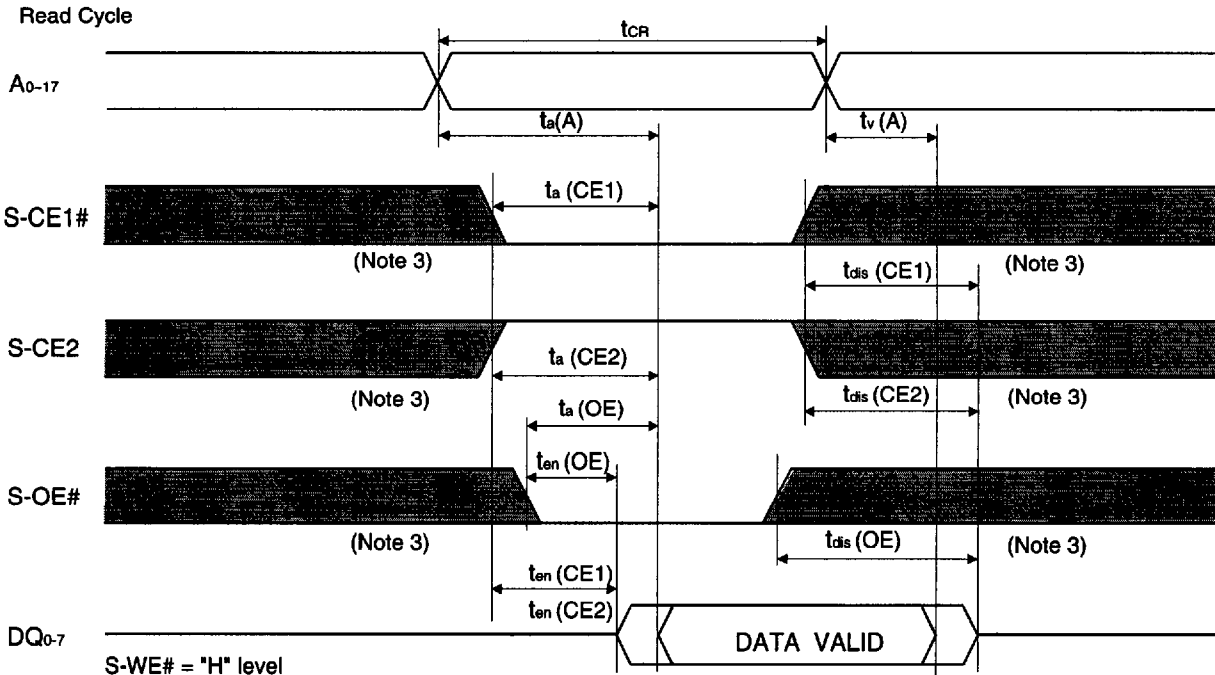 Read Cycle
tCR
A0~17
ta(A)
tv (A)
ta (CE1)
S-CE1#
(Note 3)
(Note 3)
tdis (CE1)
S-CE2
ta (CE2)
(Note 3)
tdis (CE2)
(Note 3)
ta (OE)
ten (OE)
S-OE#
(Note 3)
tdis (OE)
(Note 3)
ten (CE1)
ten (CE2)
DQ0-7
DATA VALID
S-WE# = "H" level